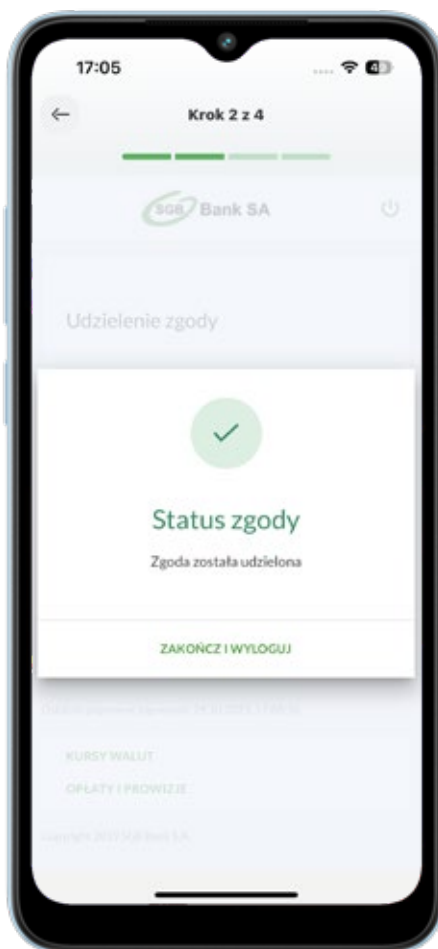 17:05
Krok 2 z 4
SGB Bank SA
Udzielenie zgody
Status zgody
Zgoda została udzielona
ZAKOŃCZ I WYLOGUJ
KURSY WALUT
OPŁATY I PROWIZJE